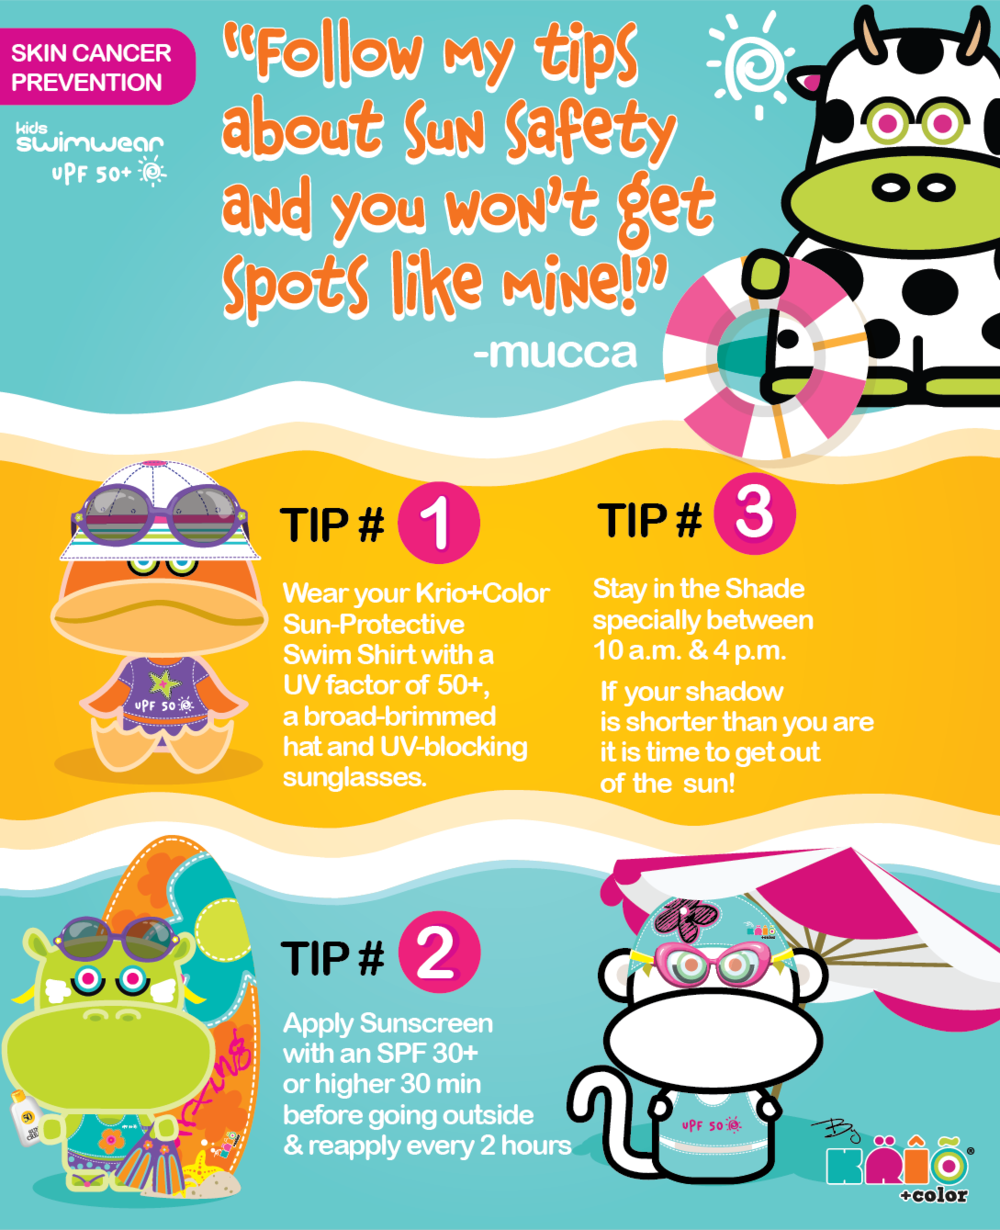 SKIN CANCER
PREVENTION
kids
swimwear
UPF 50+
“Follow my tips
about Sun Safety
and you won’t get
spots like mine!”
-mucca
TIP # 1
Wear your Krio+Color
Sun-Protective
Swim Shirt with a
UV factor of 50+,
a broad-brimmed
hat and UV-blocking
sunglasses.
UPF 50
TIP # 3
Stay in the Shade
specially between
10 a.m. & 4 p.m.
If your shadow
is shorter than you are
it is time to get out
of the sun!
TIP # 2
Apply Sunscreen
with an SPF 30+
or higher 30 min
before going outside
& reapply every 2 hours
KRIO
+color
UPF 50
By
KRIO®
+color